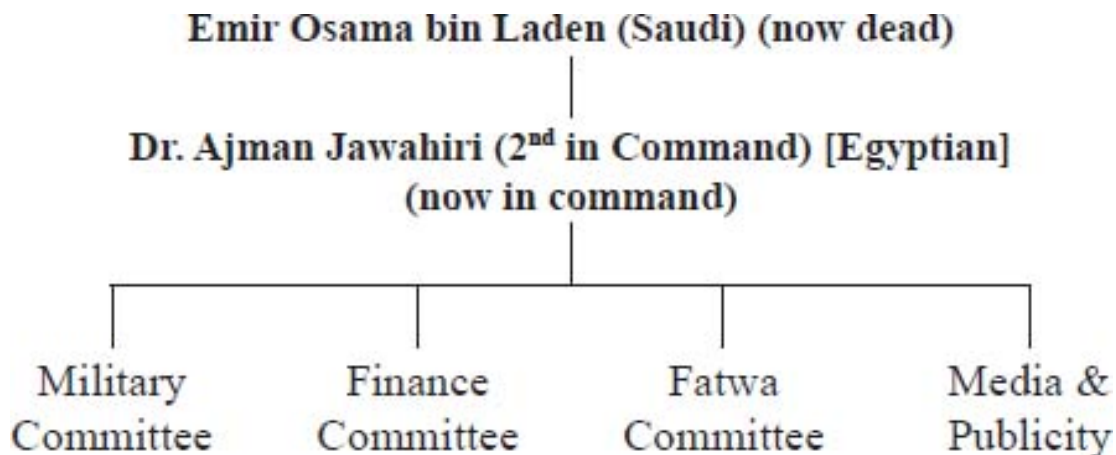 Emir Osama bin Laden (Saudi) (now dead)
Dr. Ajman Jawahiri (2nd in Command) [Egyptian]
(now in command)
Military Committee
Finance Committee
Fatwa Committee
Media & Publicity